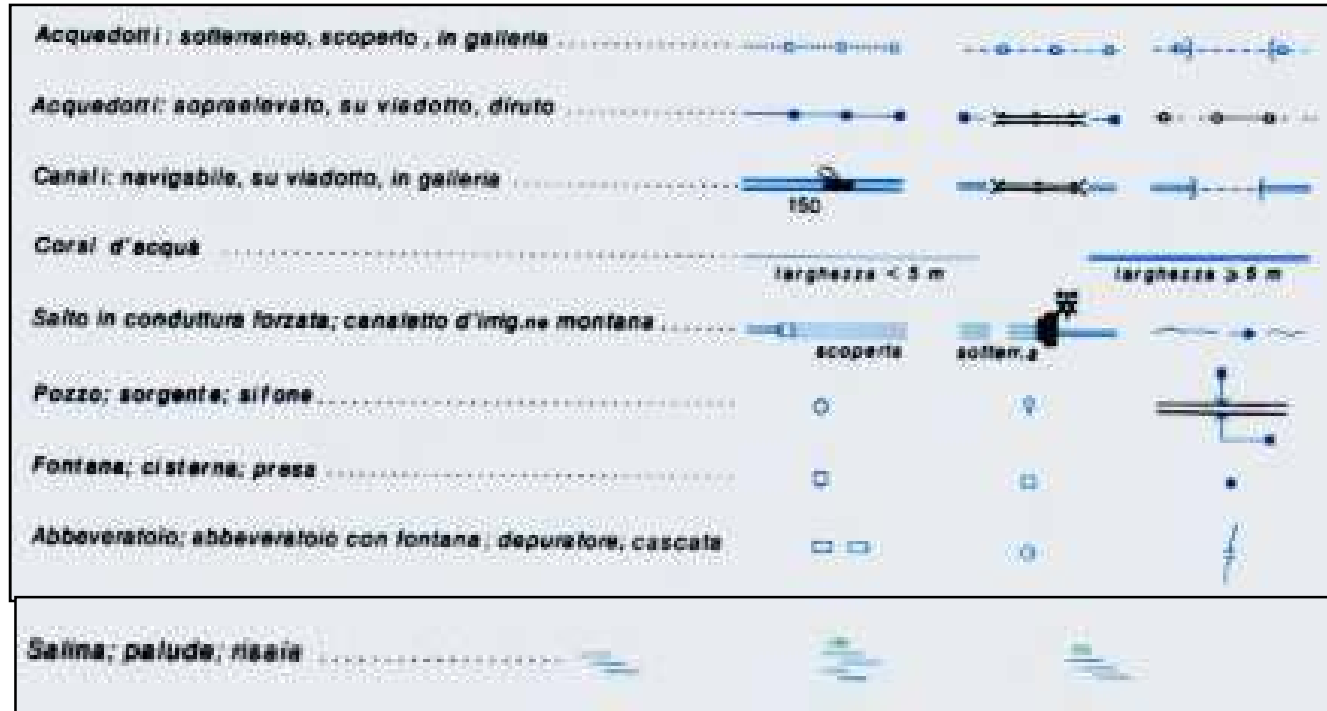 Acquedotti: sotterraneo, scoperto, in galleria
Acquedotti: sopraelevato, su viadotto, diruto
Canali: navigabile, su viadotto, in galleria
150
Corsi d'acqua
larghezza < 5 m larghezza ⩾ 5 m
Salto in conduttura forzata; canaletto d'irrig.ne montana
scoperta sotterr.a
Pozzo; sorgente; sifone
Fontana; cisterna; presa
Abbeveratoio; abbeveratoio con fontana; depuratore, cascata
Salina; palude; risaia